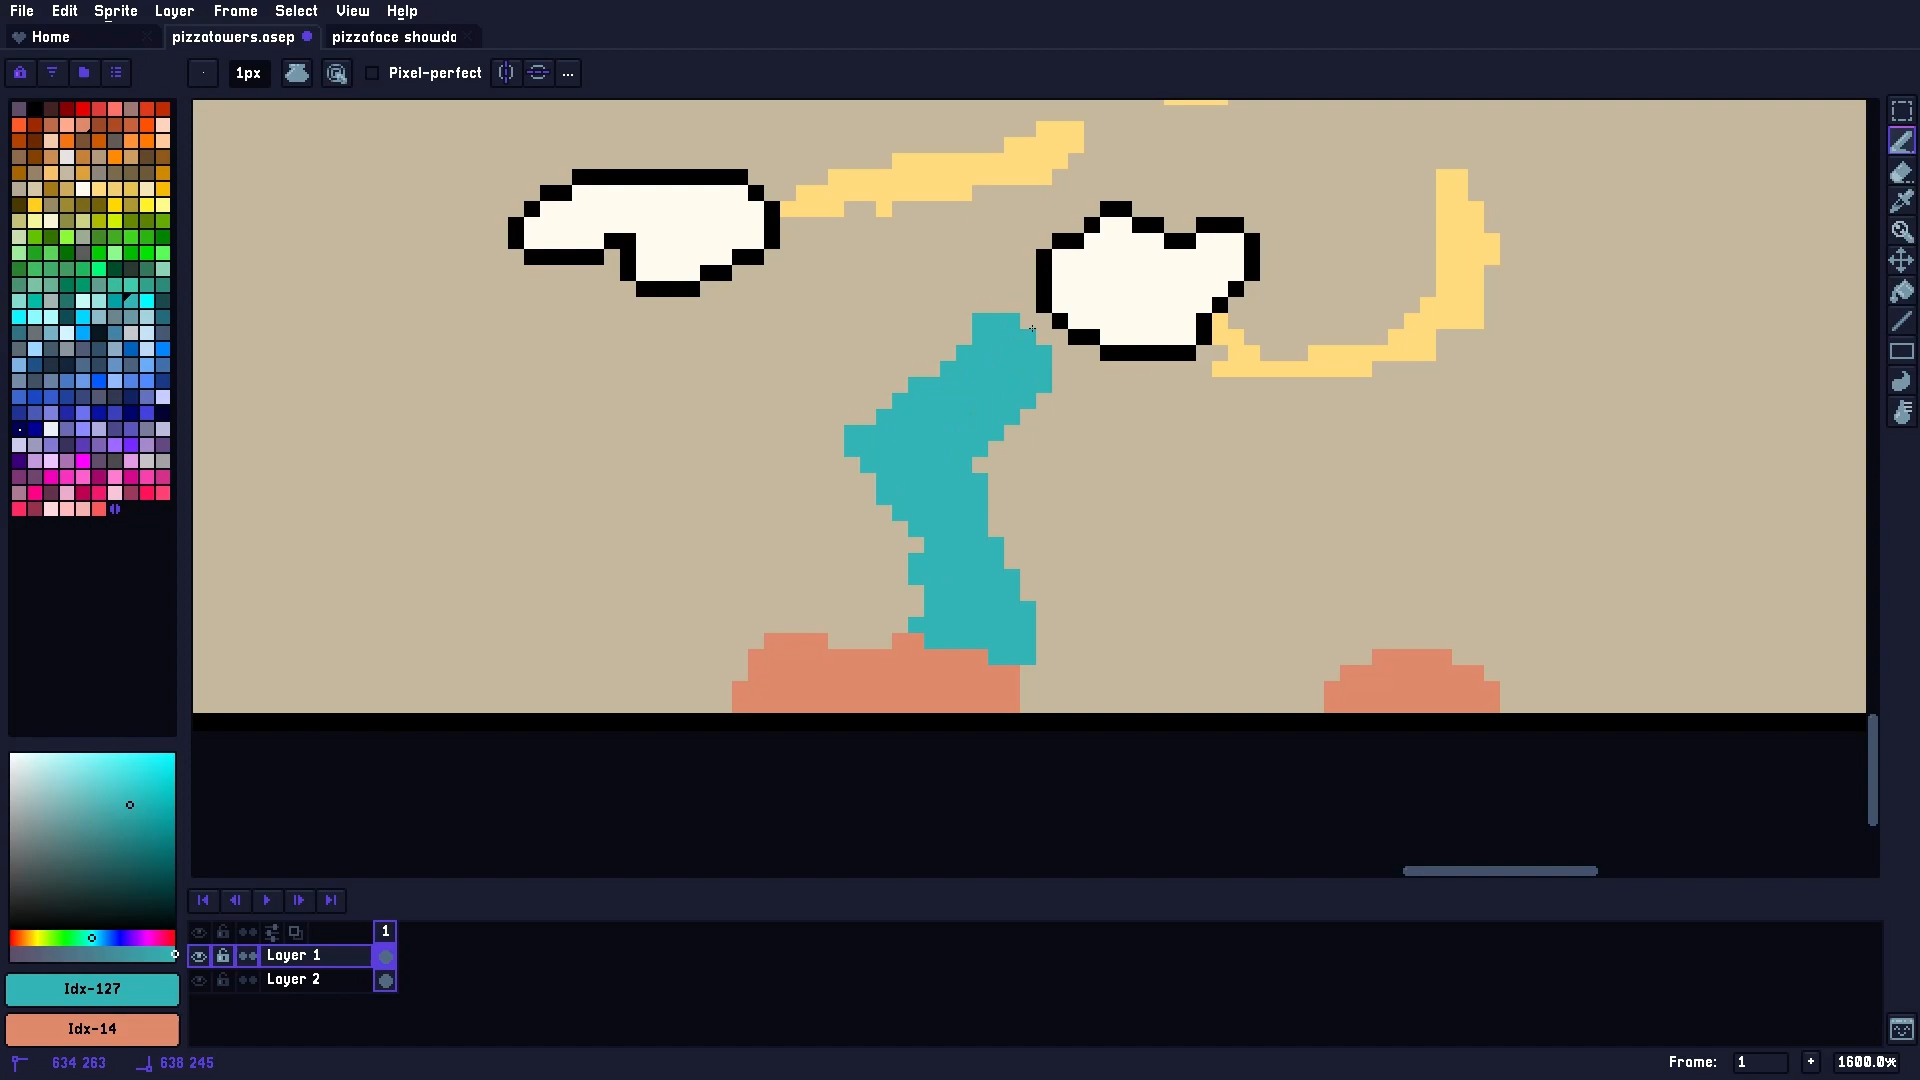 File Edit Sprite Layer Frame Select View Help
Home pizzatowers.asep pizzaface showdo
1px Pixel-perfect ...
1
Layer 1
Layer 2
Idx-127
Idx-14
634 263 638 245 Frame: 1 + 1600.0%